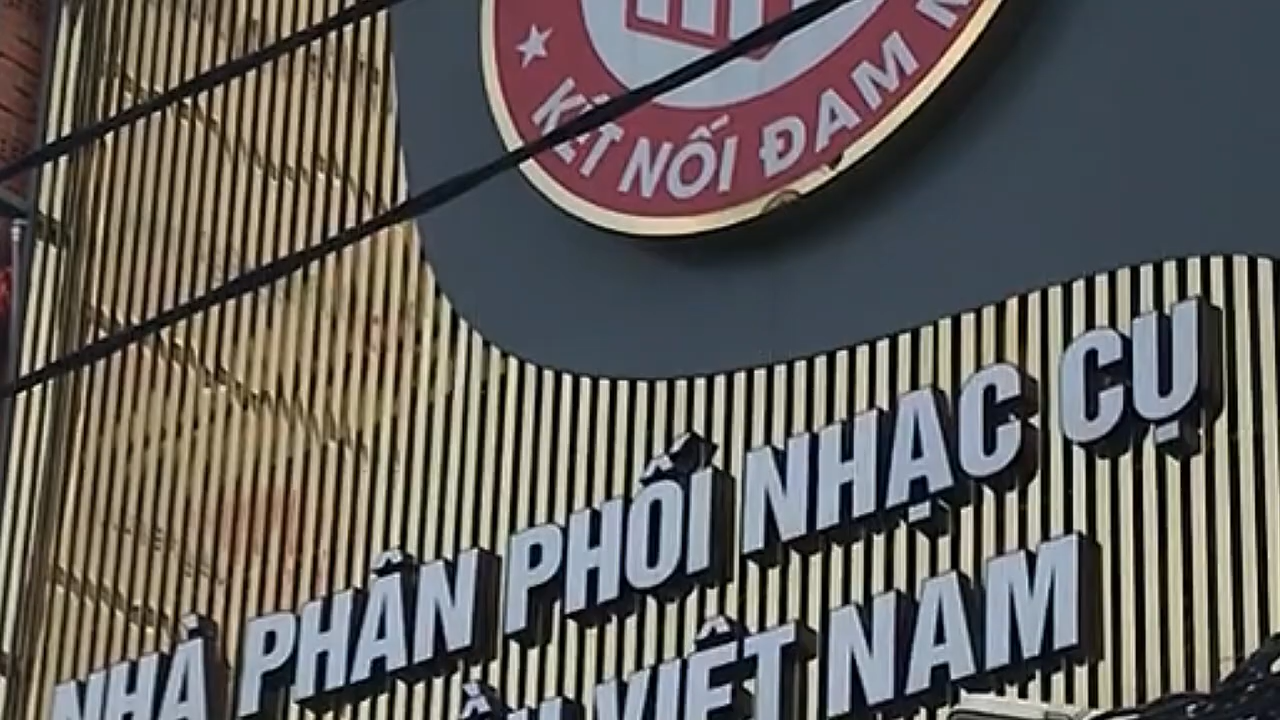 KẾT NỐI ĐAM
NHÀ PHÂN PHỐI NHẠC CỤ
VIỆT NAM